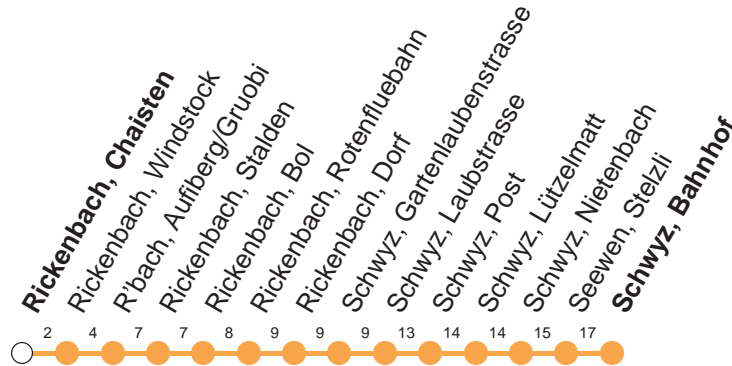 Rickenbach, Chaisten
Rickenbach, Windstock
R'bach, Aufiberg/Gruobi
Rickenbach, Stalden
Rickenbach, Bol
Rickenbach, Rotenfluebahn
Rickenbach, Dorf
Schwyz, Gartenlaubenstrasse
Schwyz, Laubstrasse
Schwyz, Post
Schwyz, Lützelmatt
Schwyz, Nietenbach
Seewen, Stelzli
Schwyz, Bahnhof
2 4 7 7 8 9 9 9 13 14 14 15 17